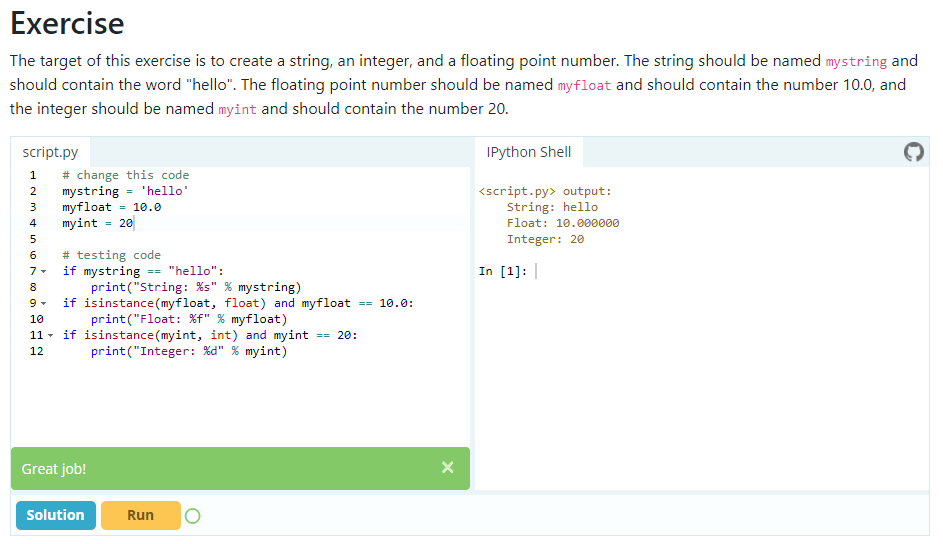 Exercise
The target of this exercise is to create a string, an integer, and a floating point number. The string should be named mystring and
should contain the word "hello". The floating point number should be named myfloat and should contain the number 10.0, and
the integer should be named myint and should contain the number 20.
script.py
1 # change this code
2 mystring = 'hello'
3 myfloat = 10.0
4 myint = 20
5
6 # testing code
7 if mystring == "hello":
8     print("String: %s" % mystring)
9 if isinstance(myfloat, float) and myfloat == 10.0:
10     print("Float: %f" % myfloat)
11 if isinstance(myint, int) and myint == 20:
12     print("Integer: %d" % myint)
Great job! ×
Solution
Run
IPython Shell
<script.py> output:
    String: hello
    Float: 10.000000
    Integer: 20
In [1]: